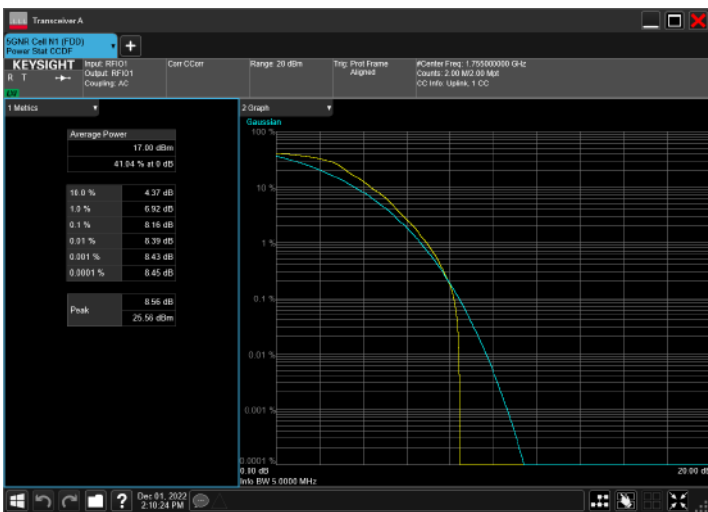 Transceiver A
5GNR Cell N1 (FDD)
Power Stat CCDF
KEYSIGHT
R T
Input: RFIO1
Output: RFIO1
Coupling: AC
Corr CCorr
Range: 20 dBm
Trig: Prot Frame
Aligned
#Center Freq: 1.755000000 GHz
Counts: 2.00 M/2.00 Mpt
CC Info: Uplink, 1 CC
1 Metrics
Average Power
17.00 dBm
41.04 % at 0 dB
10.0 % 4.37 dB
1.0 % 6.92 dB
0.1 % 8.16 dB
0.01 % 8.39 dB
0.001 % 8.43 dB
0.0001 % 8.45 dB
Peak
8.56 dB
25.56 dBm
2 Graph
Gaussian
100 %
10 %
1 %
0.1 %
0.01 %
0.001 %
0.0001 %
0.00 dB
20.00 dB
Info BW 5.0000 MHz
?
Dec 01, 2022
2:10:24 PM